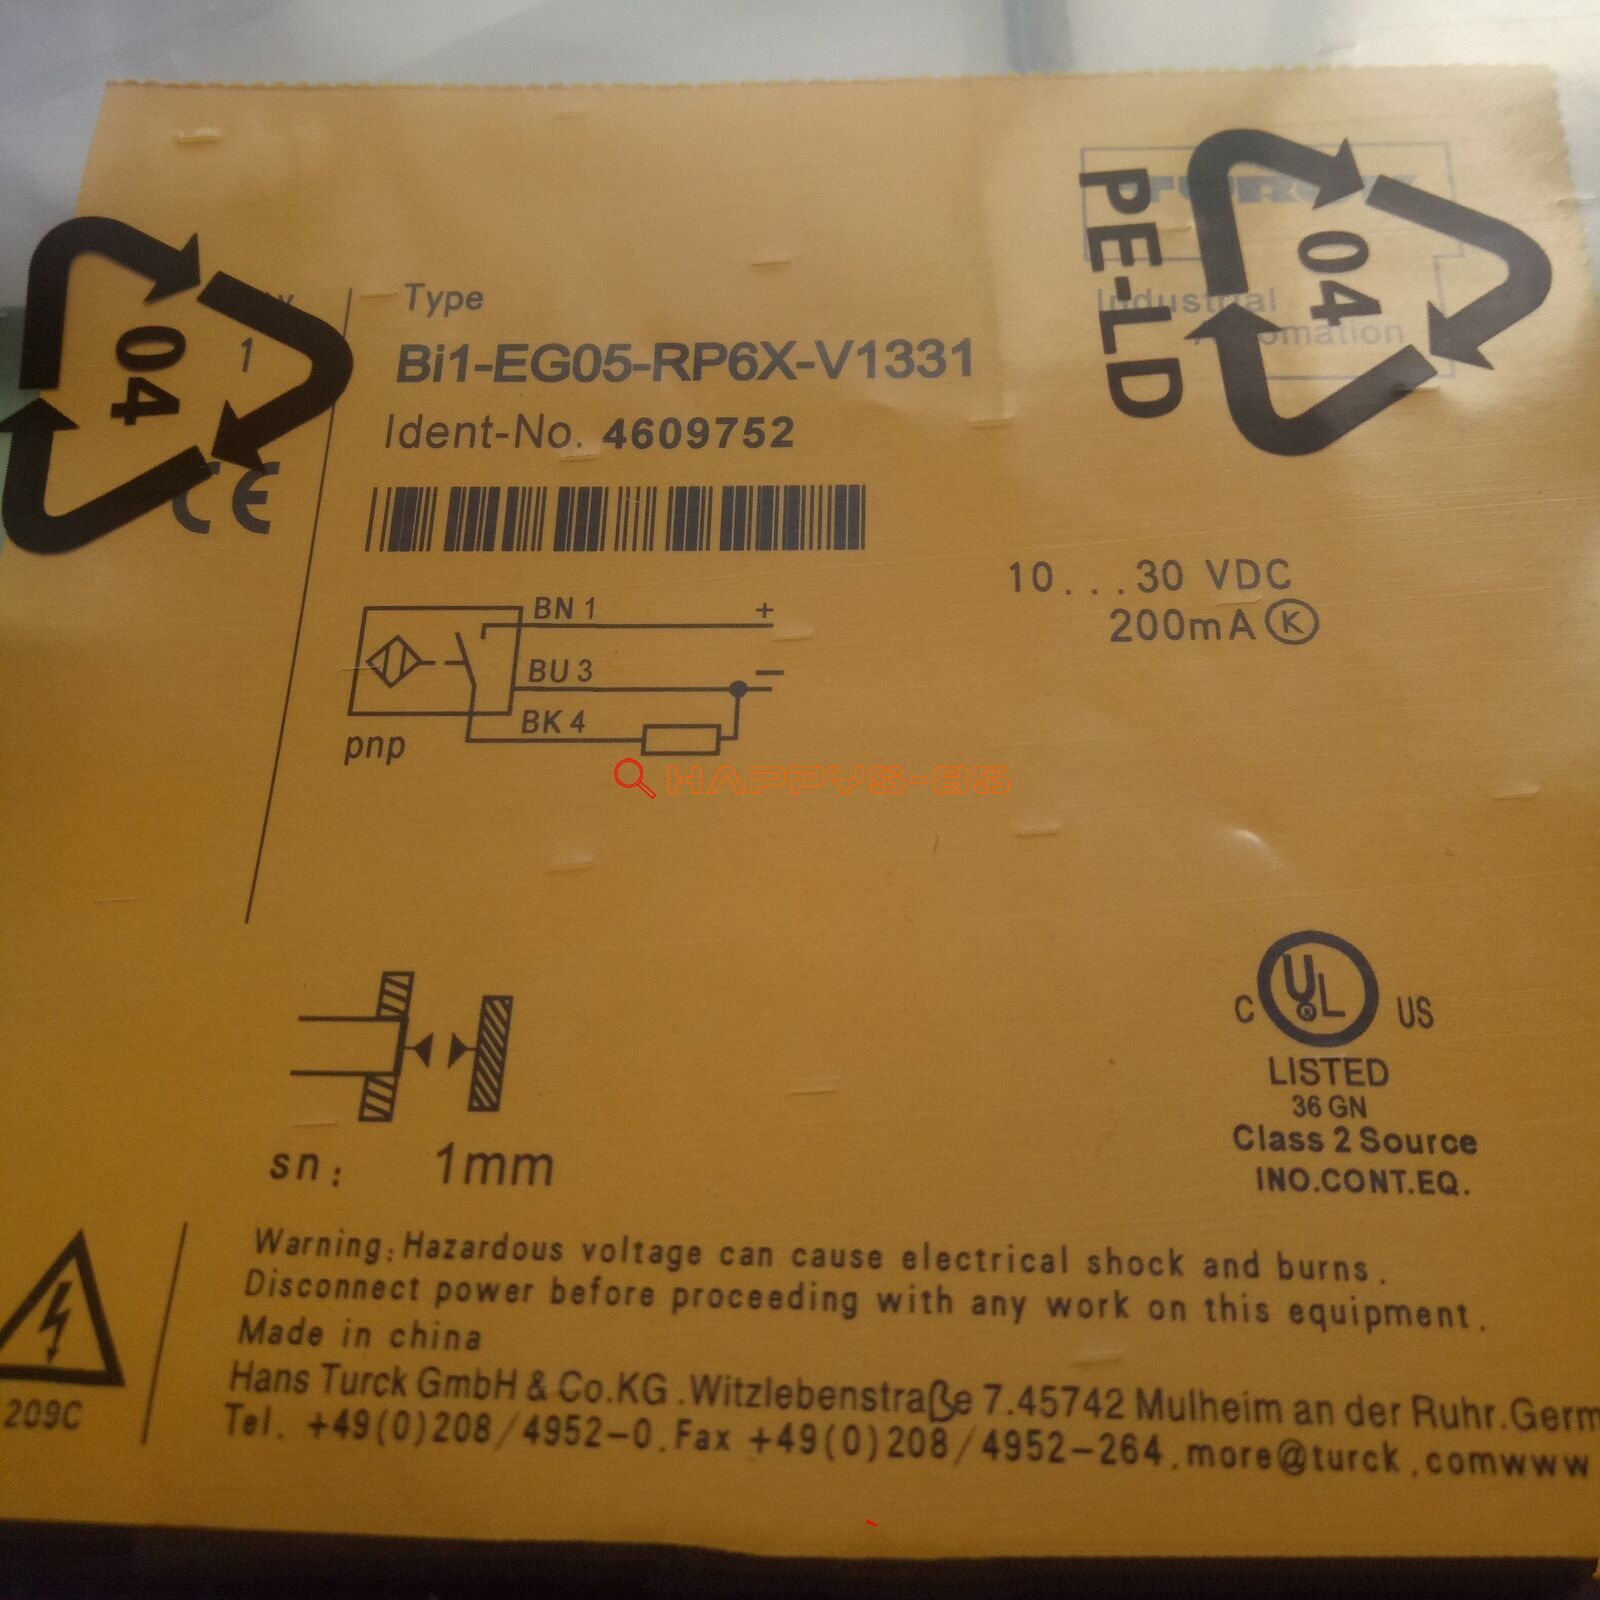 TURCK
Industrial
Automation
PE-LD
04
04
Type
1
Bi1-EG05-RP6X-V1331
Ident-No. 4609752
CE
10...30 VDC
200mA K
BN 1 +
BU 3 –
BK 4
pnp
HAPPYS-ES
C UL ® US
LISTED
36 GN
Class 2 Source
INO.CONT.EQ.
sn: 1mm
Warning:Hazardous voltage can cause electrical shock and burns.
Disconnect power before proceeding with any work on this equipment.
Made in china
Hans Turck GmbH & Co.KG .Witzlebenstraße 7.45742 Mulheim an der Ruhr.Germ
209C
Tel. +49(0)208/4952-0.Fax +49(0)208/4952-264.more@turck.comwww